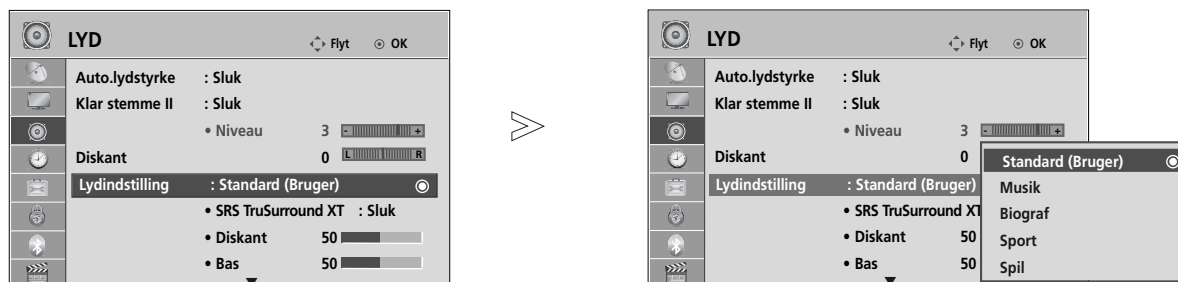 LYD Flyt OK
Auto.lydstyrke : Sluk
Klar stemme II : Sluk
• Niveau 3 - +
Diskant 0 L R
Lydindstilling : Standard (Bruger)
• SRS TruSurround XT : Sluk
• Diskant 50
• Bas 50
LYD Flyt OK
Auto.lydstyrke : Sluk
Klar stemme II : Sluk
• Niveau 3 - +
Diskant 0
Lydindstilling : Standard (Bruger)
• SRS TruSurround XT
• Diskant 50
• Bas 50
Standard (Bruger)
Musik
Biograf
Sport
Spil